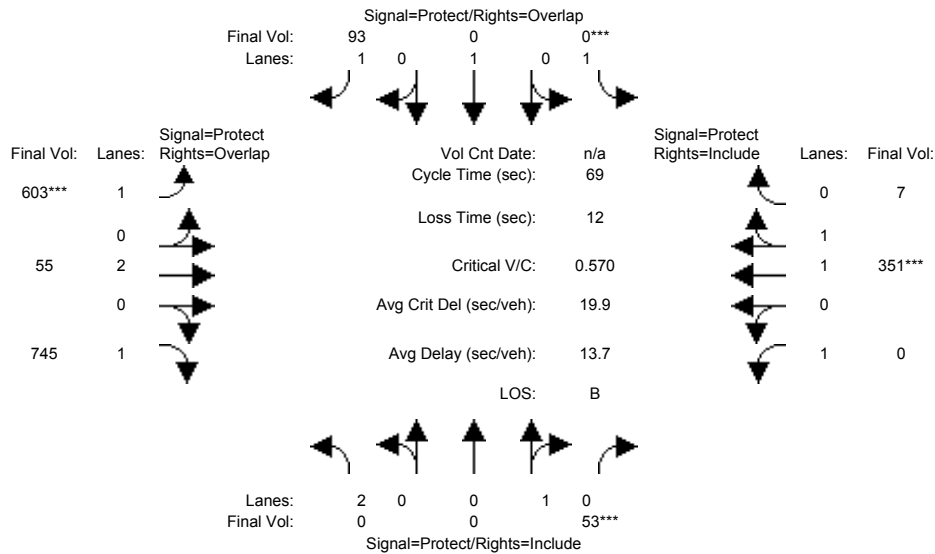 Signal=Protect/Rights=Overlap
Final Vol: 93 0 0***
Lanes: 1 0 1 0 1
Signal=Protect
Final Vol: Lanes: Rights=Overlap
Vol Cnt Date: n/a
Signal=Protect
Rights=Include Lanes: Final Vol:
Cycle Time (sec): 69
603*** 1
0 7
Loss Time (sec): 12
0
1
55 2
Critical V/C: 0.570
1 351***
0
Avg Crit Del (sec/veh): 19.9
0
745 1
Avg Delay (sec/veh): 13.7
1 0
LOS: B
Lanes: 2 0 0 1 0
Final Vol: 0 0 53***
Signal=Protect/Rights=Include